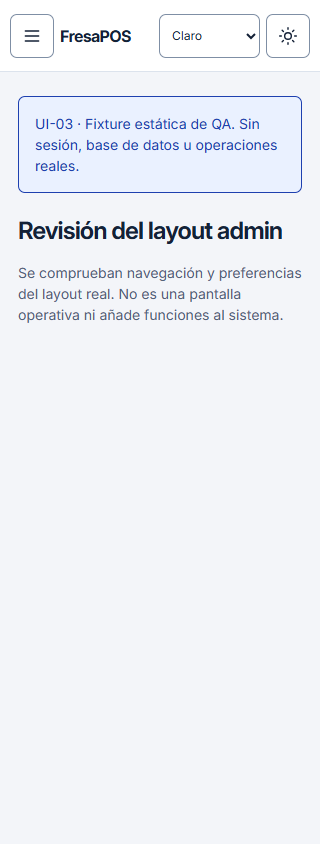 FresaPOS
Claro
UI-03 · Fixture estática de QA. Sin
sesión, base de datos u operaciones
reales.
Revisión del layout admin
Se comprueban navegación y preferencias
del layout real. No es una pantalla
operativa ni añade funciones al sistema.